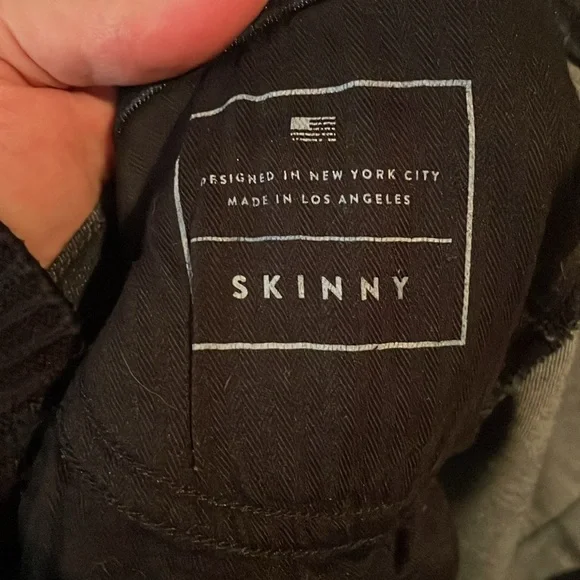 DESIGNED IN NEW YORK CITY
MADE IN LOS ANGELES
SKINNY